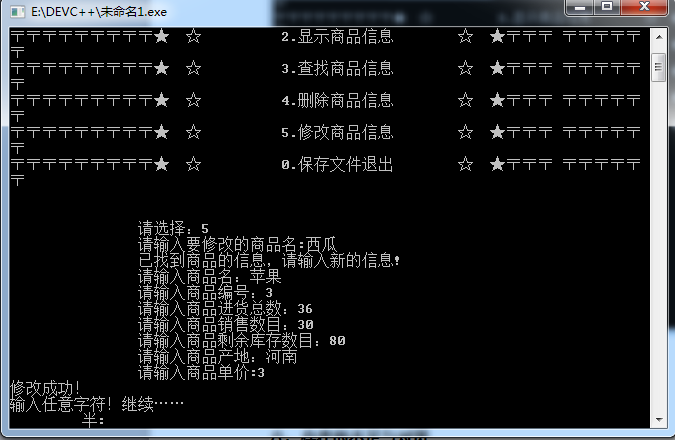 E:\DEVC++\未命名1.exe
〒〒〒〒〒〒〒〒〒★ ☆ 2.显示商品信息 ☆ ★〒〒〒 〒〒〒〒〒
〒
〒〒〒〒〒〒〒〒〒★ ☆ 3.查找商品信息 ☆ ★〒〒〒 〒〒〒〒〒
〒
〒〒〒〒〒〒〒〒〒★ ☆ 4.删除商品信息 ☆ ★〒〒〒 〒〒〒〒〒
〒
〒〒〒〒〒〒〒〒〒★ ☆ 5.修改商品信息 ☆ ★〒〒〒 〒〒〒〒〒
〒
〒〒〒〒〒〒〒〒〒★ ☆ 0.保存文件退出 ☆ ★〒〒〒 〒〒〒〒〒
〒
请选择：5
请输入要修改的商品名:西瓜
已找到商品的信息，请输入新的信息!
请输入商品名：苹果
请输入商品编号：3
请输入商品进货总数：36
请输入商品销售数目：30
请输入商品剩余库存数目：80
请输入商品产地：河南
请输入商品单价:3
修改成功!
输入任意字符! 继续……
半：